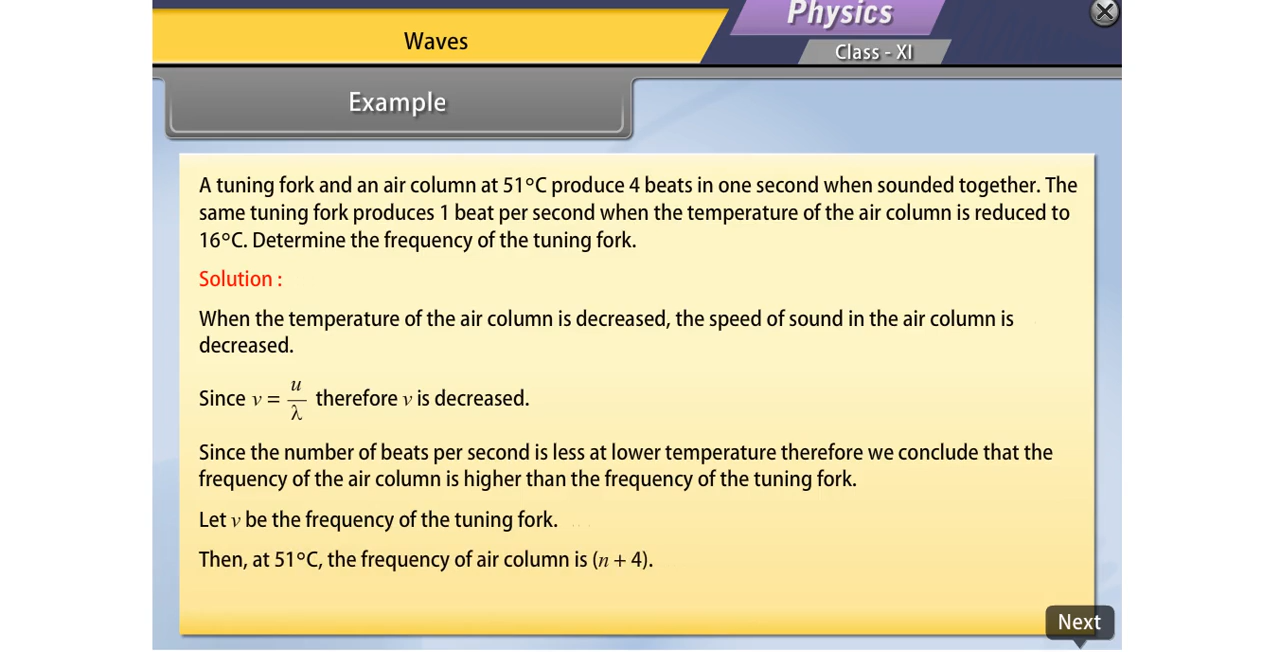 Physics
Waves
Class - XI
Example
A tuning fork and an air column at 51°C produce 4 beats in one second when sounded together. The
same tuning fork produces 1 beat per second when the temperature of the air column is reduced to
16°C. Determine the frequency of the tuning fork.
Solution :
When the temperature of the air column is decreased, the speed of sound in the air column is
decreased.
Since v = u/λ therefore v is decreased.
Since the number of beats per second is less at lower temperature therefore we conclude that the
frequency of the air column is higher than the frequency of the tuning fork.
Let v be the frequency of the tuning fork.
Then, at 51°C, the frequency of air column is (n + 4).
Next